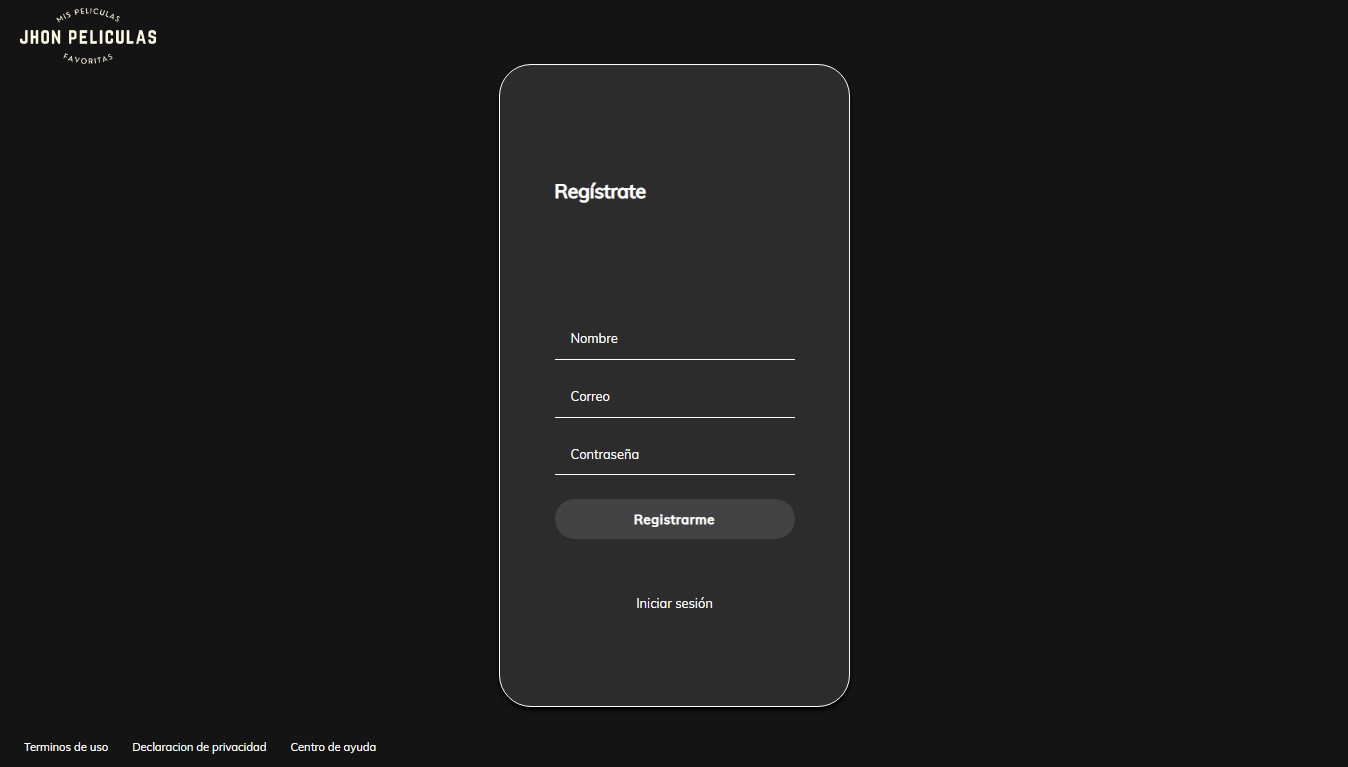 MIS PELICULAS
JHON PELICULAS
FAVORITAS
Regístrate
Nombre
Correo
Contraseña
Registrarme
Iniciar sesión
Terminos de uso Declaracion de privacidad Centro de ayuda